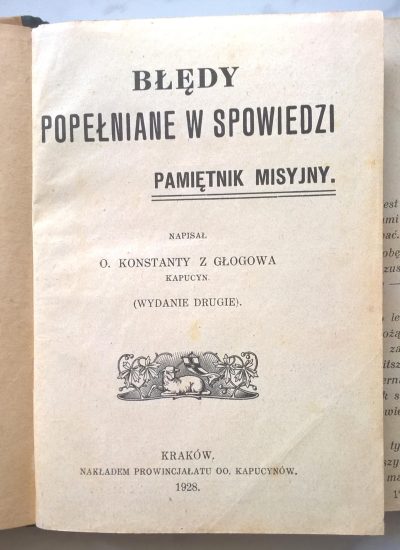 BŁĘDY
POPEŁNIANE W SPOWIEDZI
PAMIĘTNIK MISYJNY.
NAPISAŁ
O. KONSTANTY Z GŁOGOWA
KAPUCYN.
(WYDANIE DRUGIE).
KRAKÓW,
NAKŁADEM PROWINCJAŁATU OO. KAPUCYNÓW.
1928.